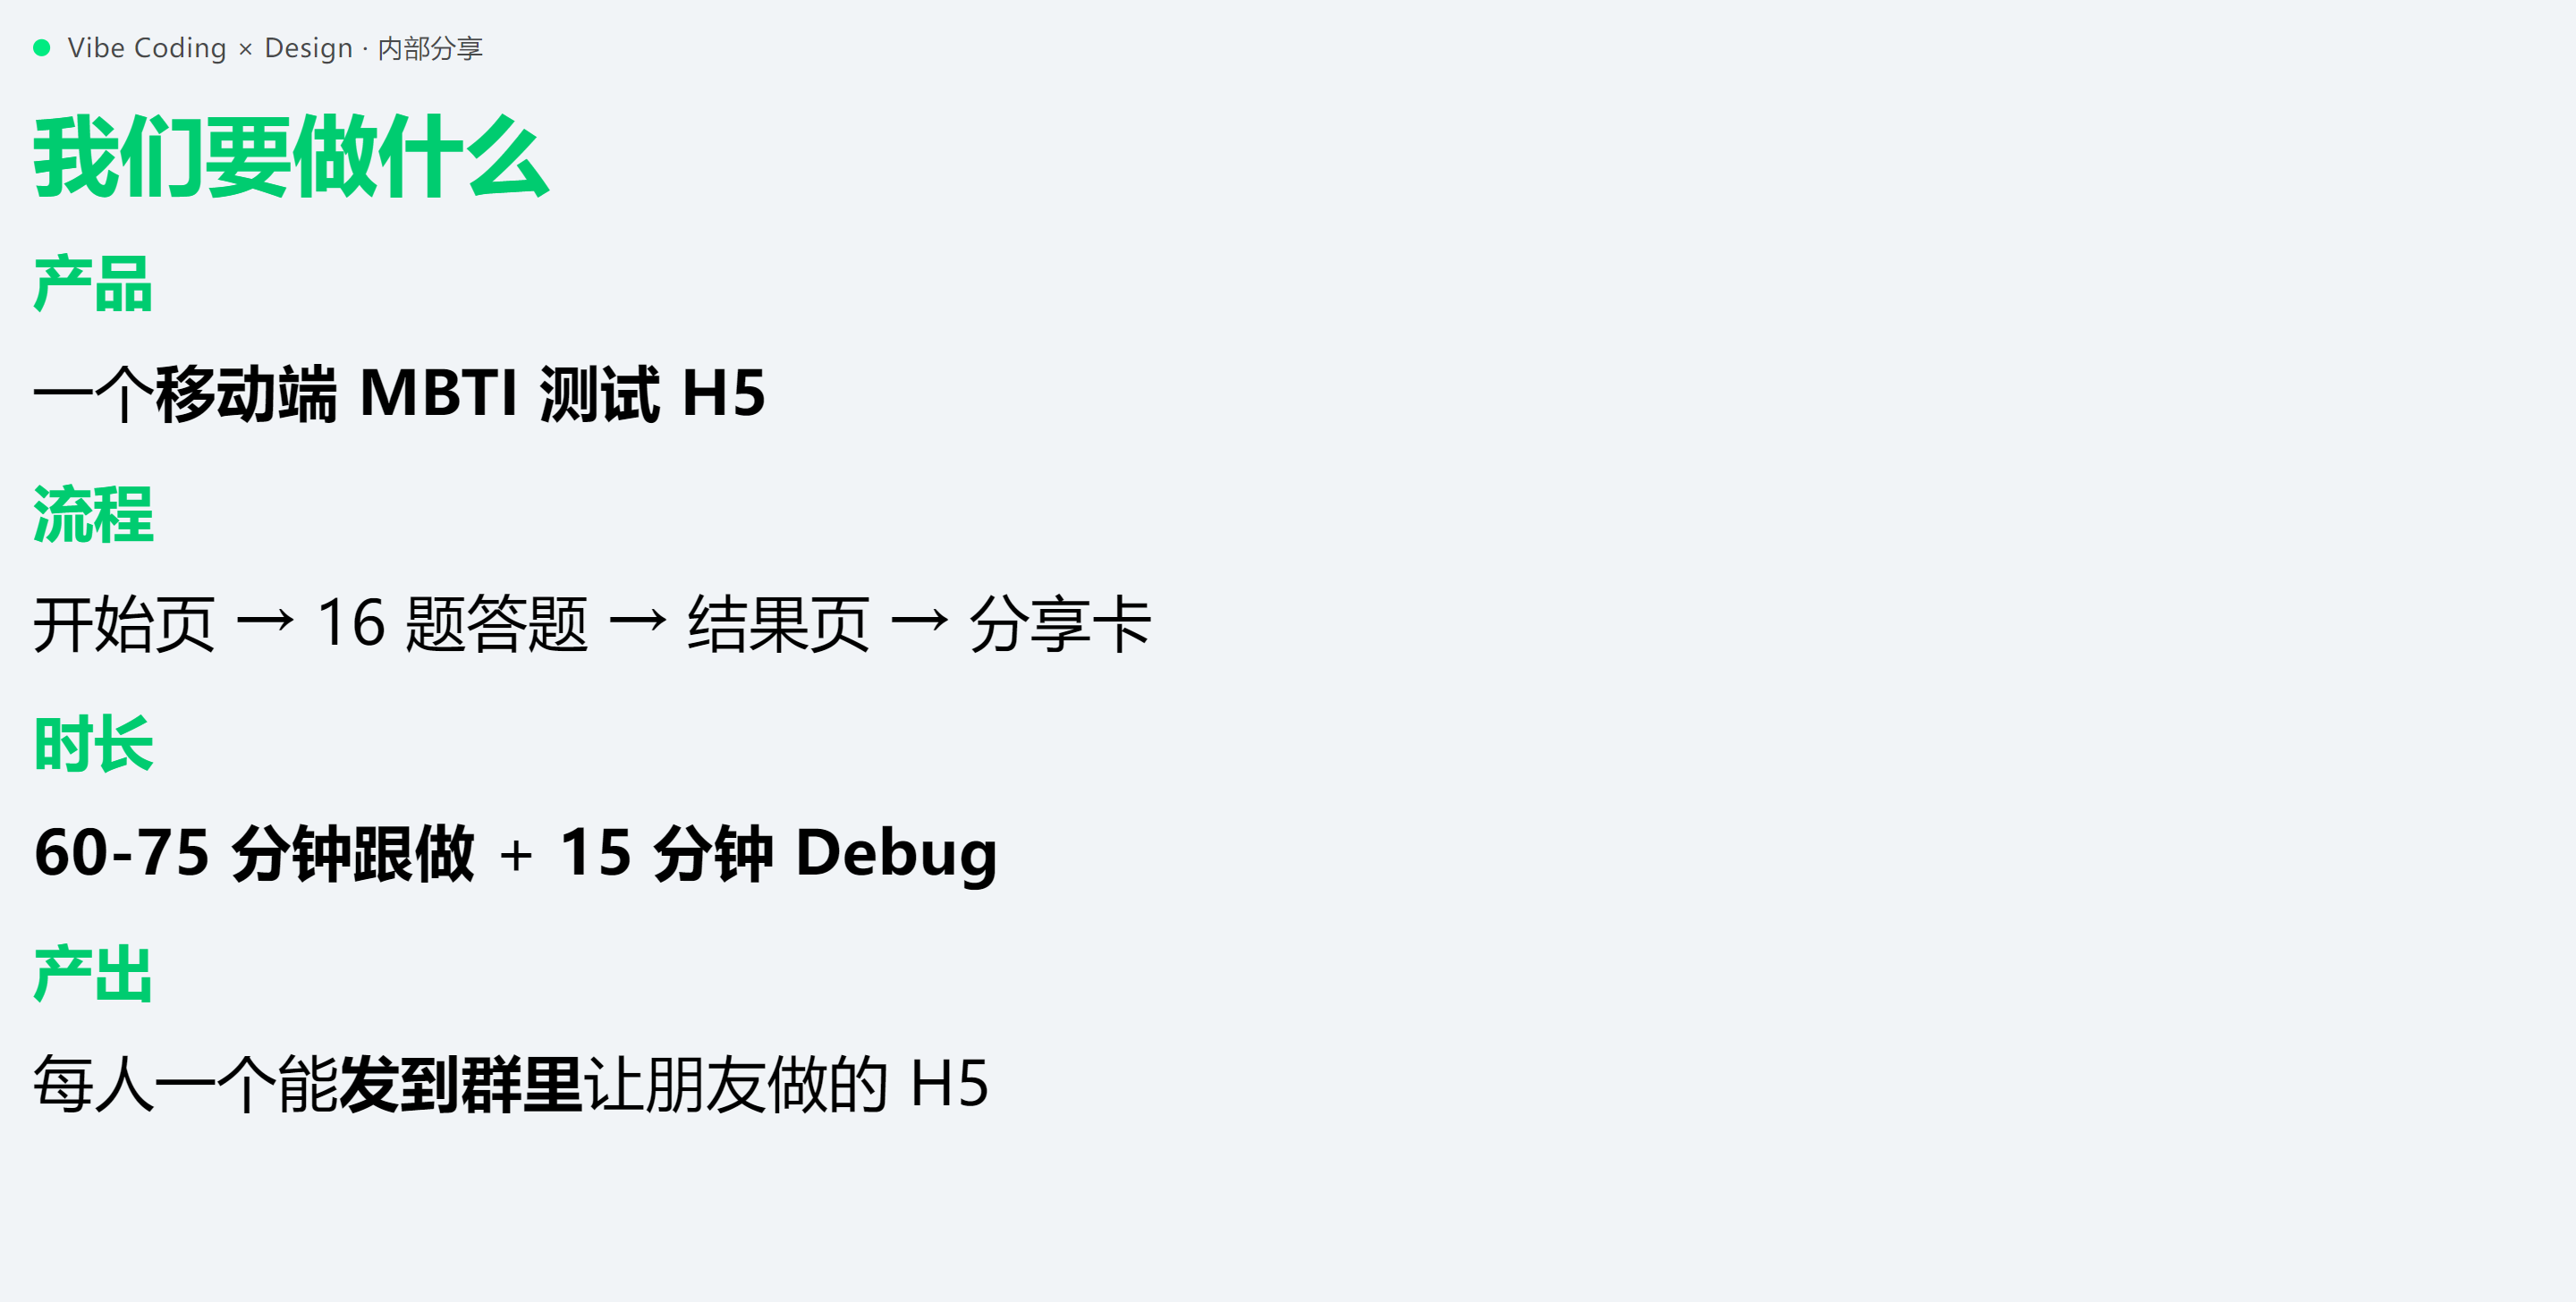 Vibe Coding × Design · 内部分享
我们要做什么
产品
一个移动端 MBTI 测试 H5
流程
开始页 → 16 题答题 → 结果页 → 分享卡
时长
60-75 分钟跟做 + 15 分钟 Debug
产出
每人一个能发到群里让朋友做的 H5